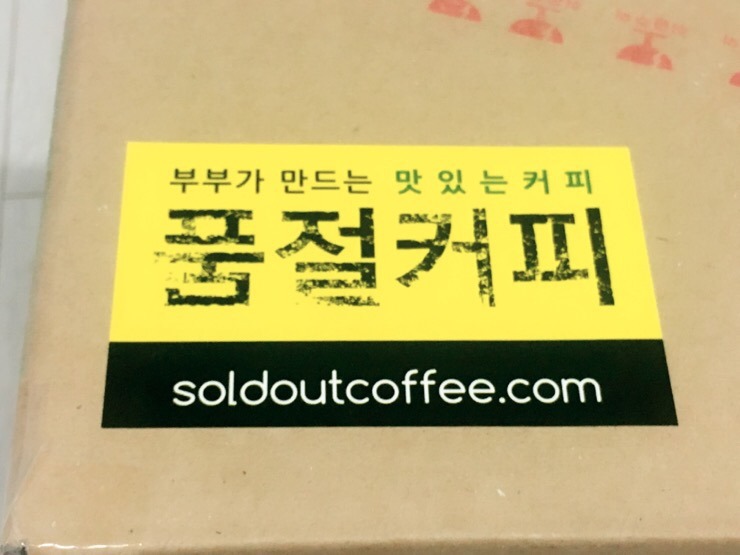 부부가 만드는 맛있는커피
품절커피
soldoutcoffee.com